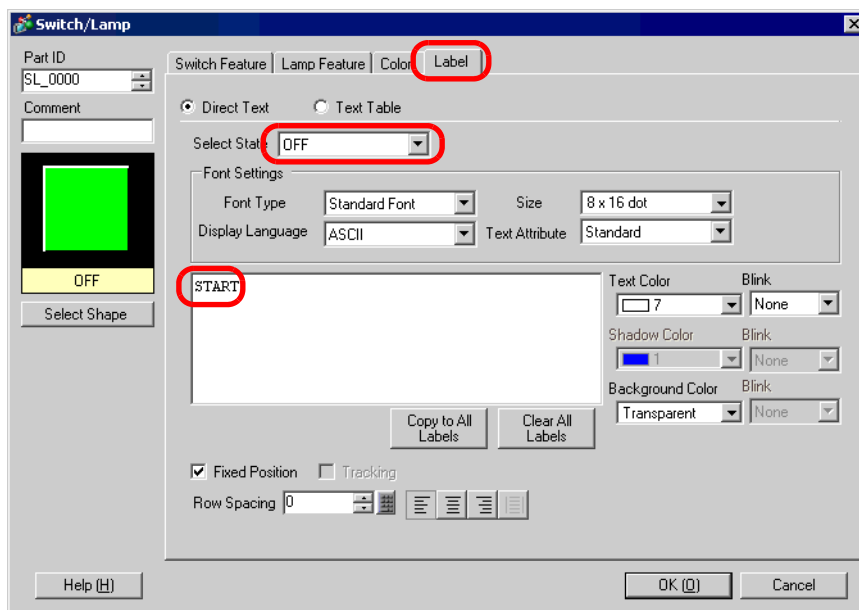 Switch/Lamp
Part ID
SL_0000
Comment
OFF
Select Shape
Switch Feature Lamp Feature Color Label
Direct Text Text Table
Select State OFF
Font Settings
Font Type Standard Font Size 8 x 16 dot
Display Language ASCII Text Attribute Standard
START
Text Color Blink
7 None
Shadow Color Blink
1 None
Background Color Blink
Transparent None
Copy to All Labels
Clear All Labels
Fixed Position Tracking
Row Spacing 0
Help (H) OK (O) Cancel